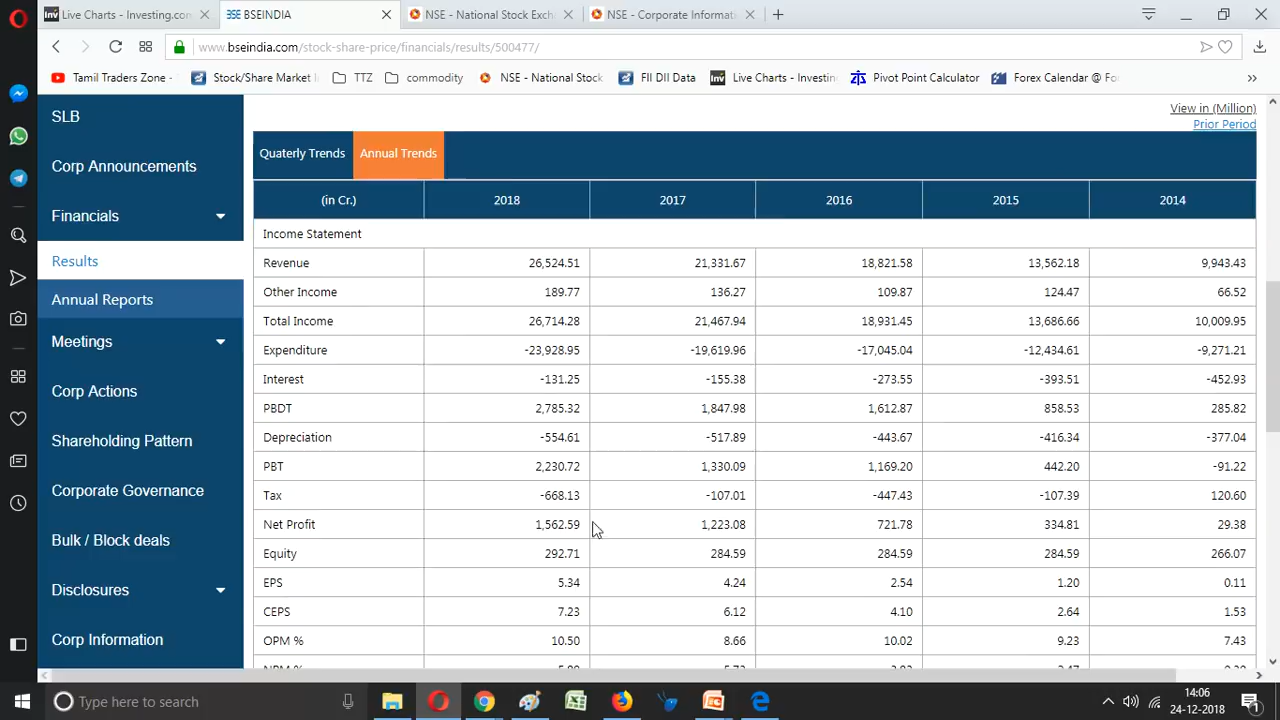 Live Charts - Investing.com
BSEINDIA
NSE - National Stock Exch
NSE - Corporate Informati
www.bseindia.com/stock-share-price/financials/results/500477/
Tamil Traders Zone -
Stock/Share Market I
TTZ
commodity
NSE - National Stock
FII DII Data
Live Charts - Investin
Pivot Point Calculator
Forex Calendar @ Fo
SLB
Corp Announcements
Financials
Results
Annual Reports
Meetings
Corp Actions
Shareholding Pattern
Corporate Governance
Bulk / Block deals
Disclosures
Corp Information
View in (Million)
Prior Period
Quaterly Trends Annual Trends
(in Cr.) 2018 2017 2016 2015 2014
Income Statement
Revenue 26,524.51 21,331.67 18,821.58 13,562.18 9,943.43
Other Income 189.77 136.27 109.87 124.47 66.52
Total Income 26,714.28 21,467.94 18,931.45 13,686.66 10,009.95
Expenditure -23,928.95 -19,619.96 -17,045.04 -12,434.61 -9,271.21
Interest -131.25 -155.38 -273.55 -393.51 -452.93
PBDT 2,785.32 1,847.98 1,612.87 858.53 285.82
Depreciation -554.61 -517.89 -443.67 -416.34 -377.04
PBT 2,230.72 1,330.09 1,169.20 442.20 -91.22
Tax -668.13 -107.01 -447.43 -107.39 120.60
Net Profit 1,562.59 1,223.08 721.78 334.81 29.38
Equity 292.71 284.59 284.59 284.59 266.07
EPS 5.34 4.24 2.54 1.20 0.11
CEPS 7.23 6.12 4.10 2.64 1.53
OPM % 10.50 8.66 10.02 9.23 7.43
Type here to search
14:06
24-12-2018